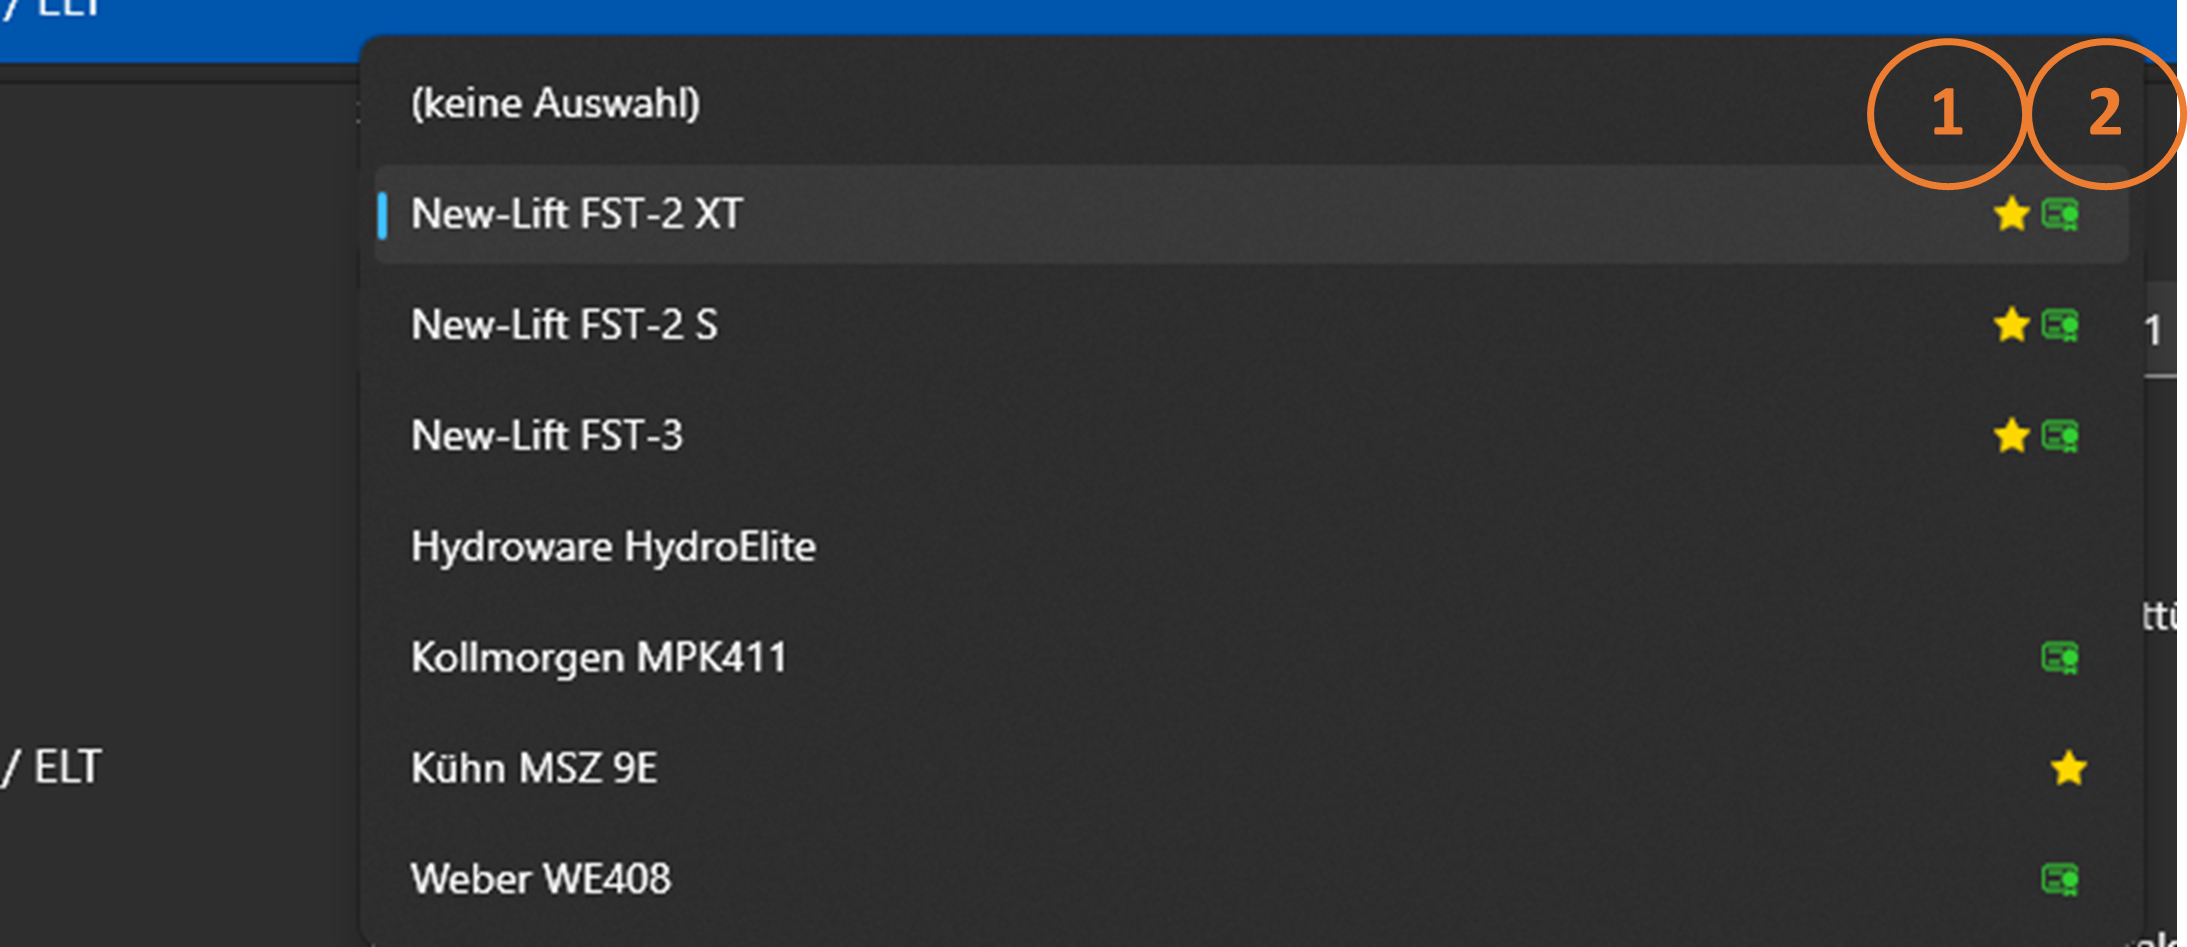 / ELT
(keine Auswahl)
1
2
New-Lift FST-2 XT
New-Lift FST-2 S
1
New-Lift FST-3
Hydroware HydroElite
Kollmorgen MPK411
/ ELT
Kühn MSZ 9E
Weber WE408